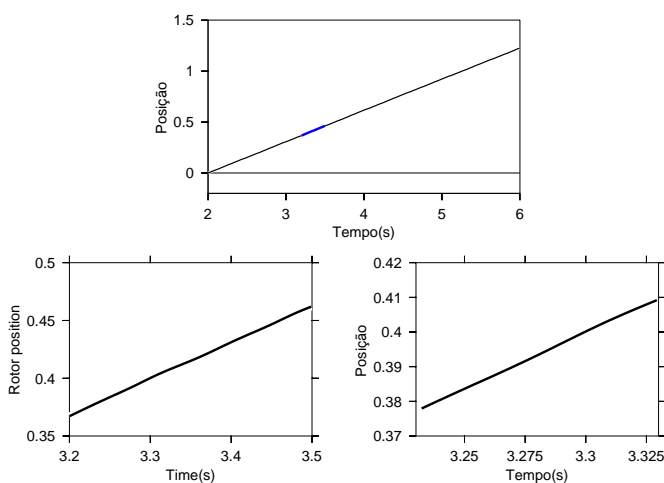 1.5
1
0.5
0
Posição
2 3 4 5 6
Tempo(s)
0.5
0.45
0.4
0.35
Rotor position
3.2 3.3 3.4 3.5
Time(s)
0.42
0.41
0.4
0.39
0.38
0.37
Posição
3.25 3.275 3.3 3.325
Tempo(s)